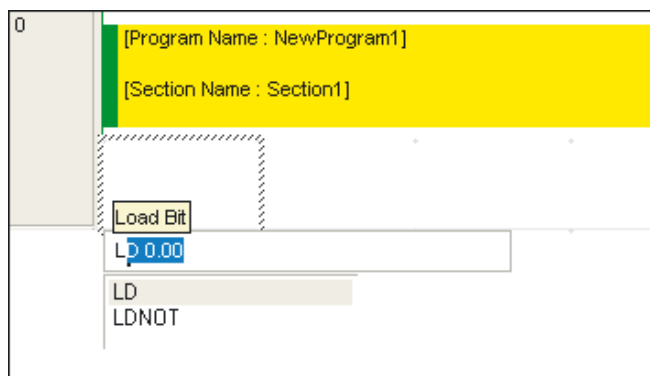 0
[Program Name : NewProgram1]
[Section Name : Section1]
Load Bit
LD 0.00
LD
LDNOT